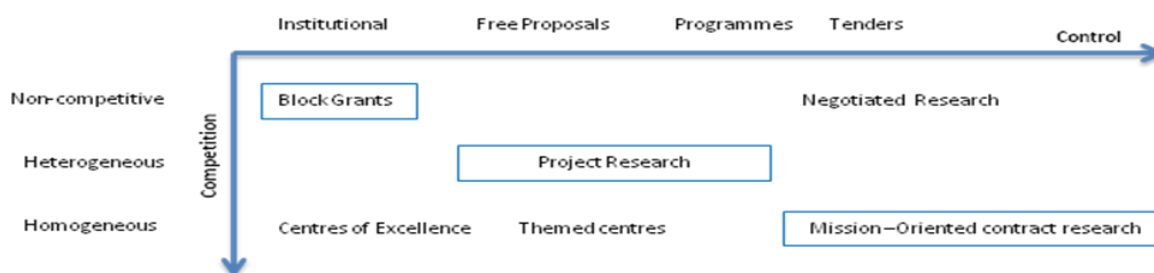 Institutional Free Proposals Programmes Tenders
Control
Non-competitive Block Grants Negotiated Research
Competition
Heterogeneous Project Research
Homogeneous Centres of Excellence Themed centres Mission–Oriented contract research